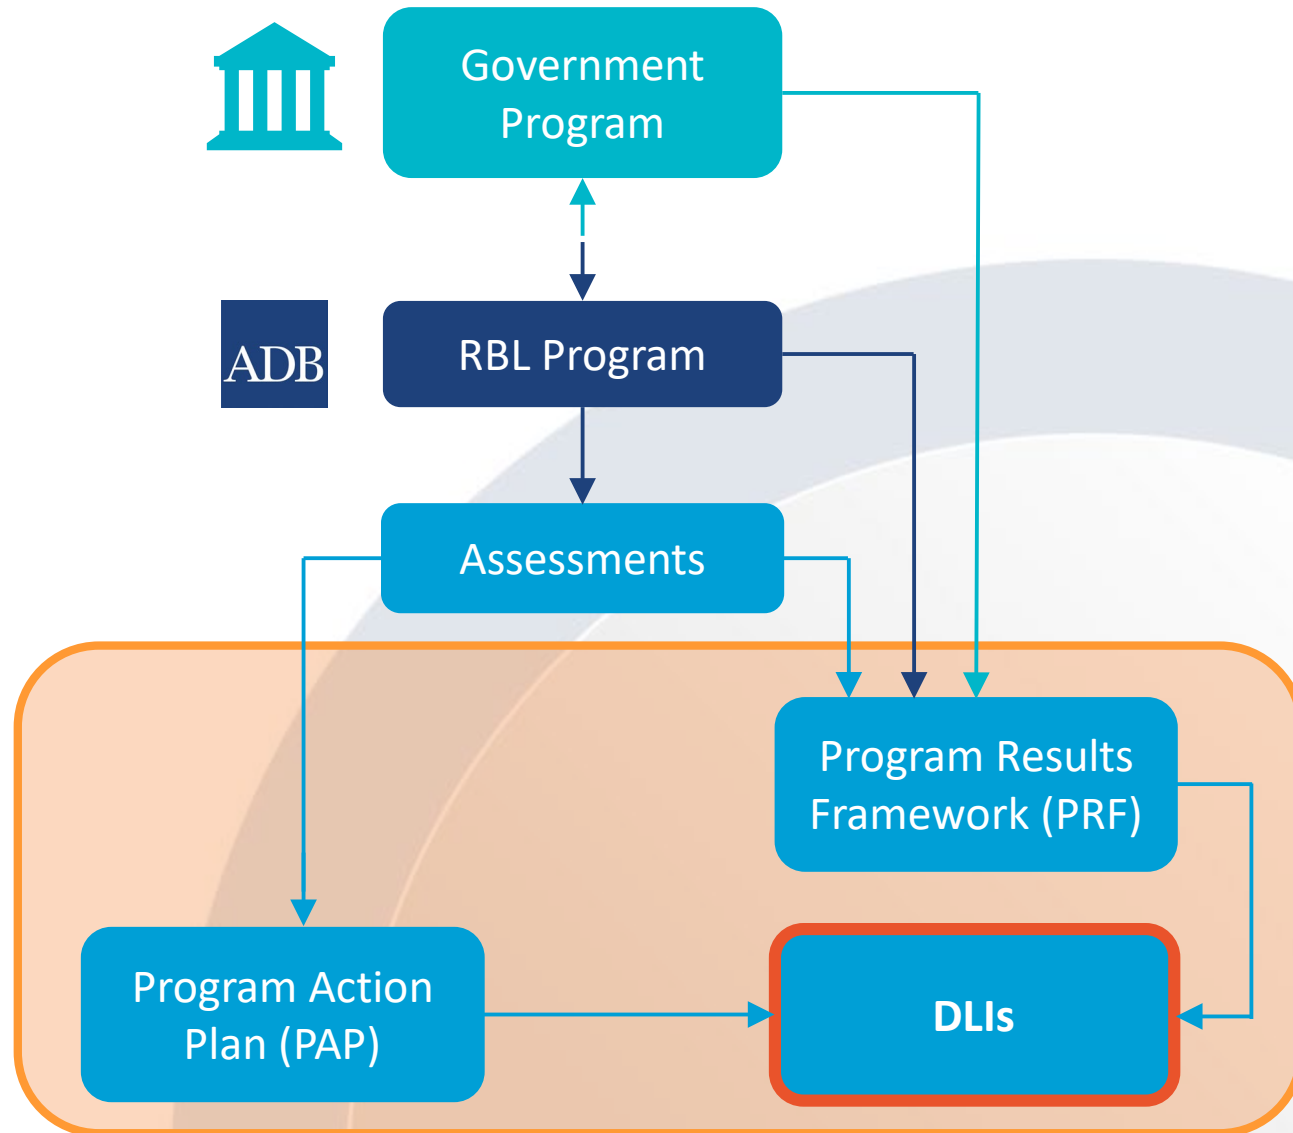 Government
Program
ADB
RBL Program
Assessments
Program Results
Framework (PRF)
Program Action
Plan (PAP)
DLIs